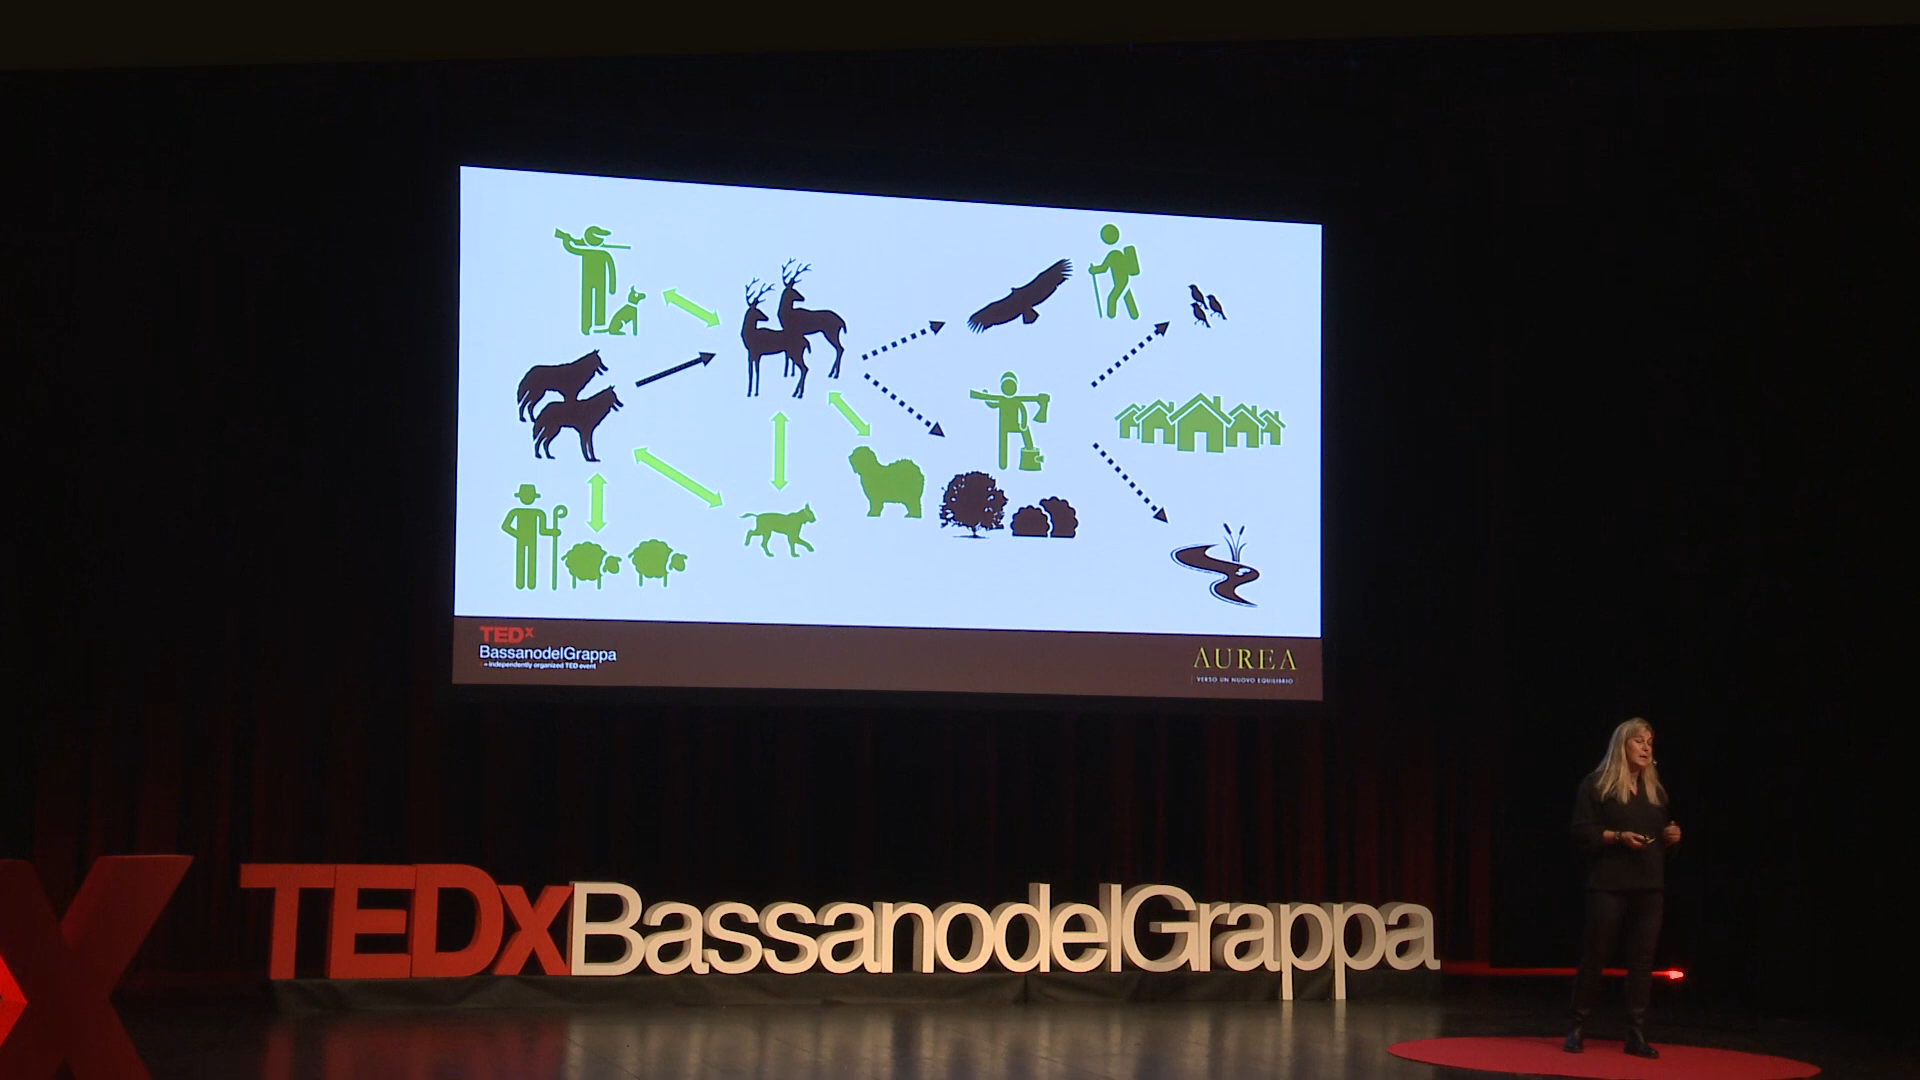 TEDx
BassanodelGrappa
x = independently organized TED event
AUREA
VERSO UN NUOVO EQUILIBRIO
X
TEDxBassanodelGrappa